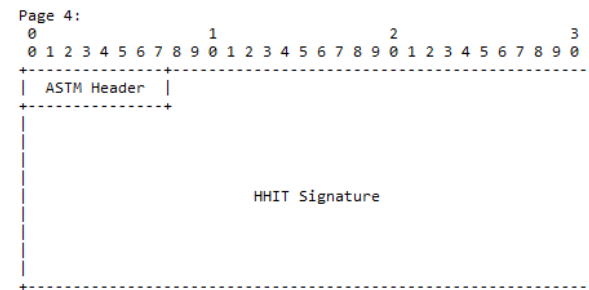 Page 4:
0                   1                   2                   3
0 1 2 3 4 5 6 7 8 9 0 1 2 3 4 5 6 7 8 9 0 1 2 3 4 5 6 7 8 9 0
ASTM Header
HHIT Signature